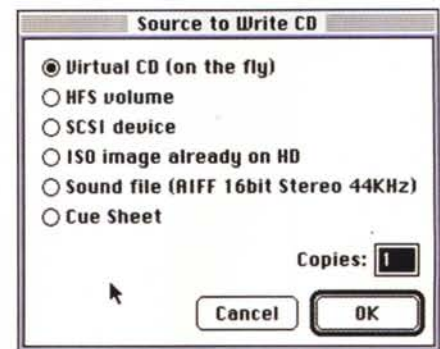 Source to Write CD
Virtual CD (on the fly)
HFS volume
SCSI device
ISO image already on HD
Sound file (AIFF 16bit Stereo 44KHz)
Cue Sheet
Copies: 1
Cancel OK